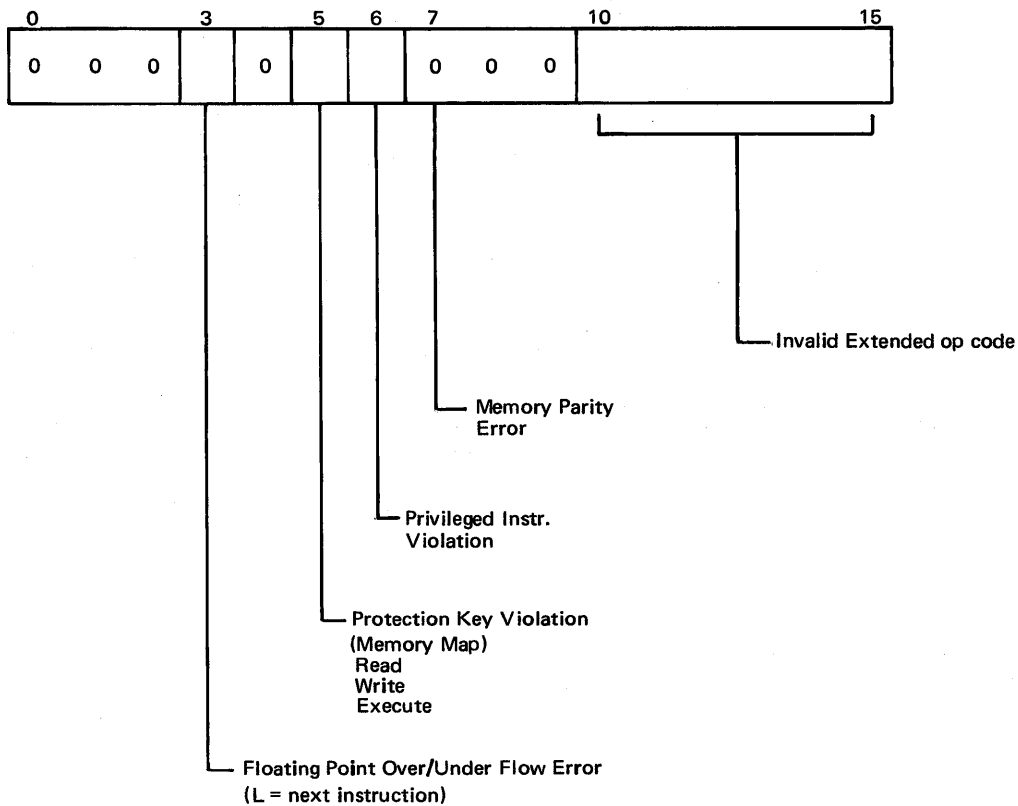 0 3 5 6 7 10 15
0 0 0 0 0 0 0
Invalid Extended op code
Memory Parity
Error
Privileged Instr.
Violation
Protection Key Violation
(Memory Map)
Read
Write
Execute
Floating Point Over/Under Flow Error
(L = next instruction)